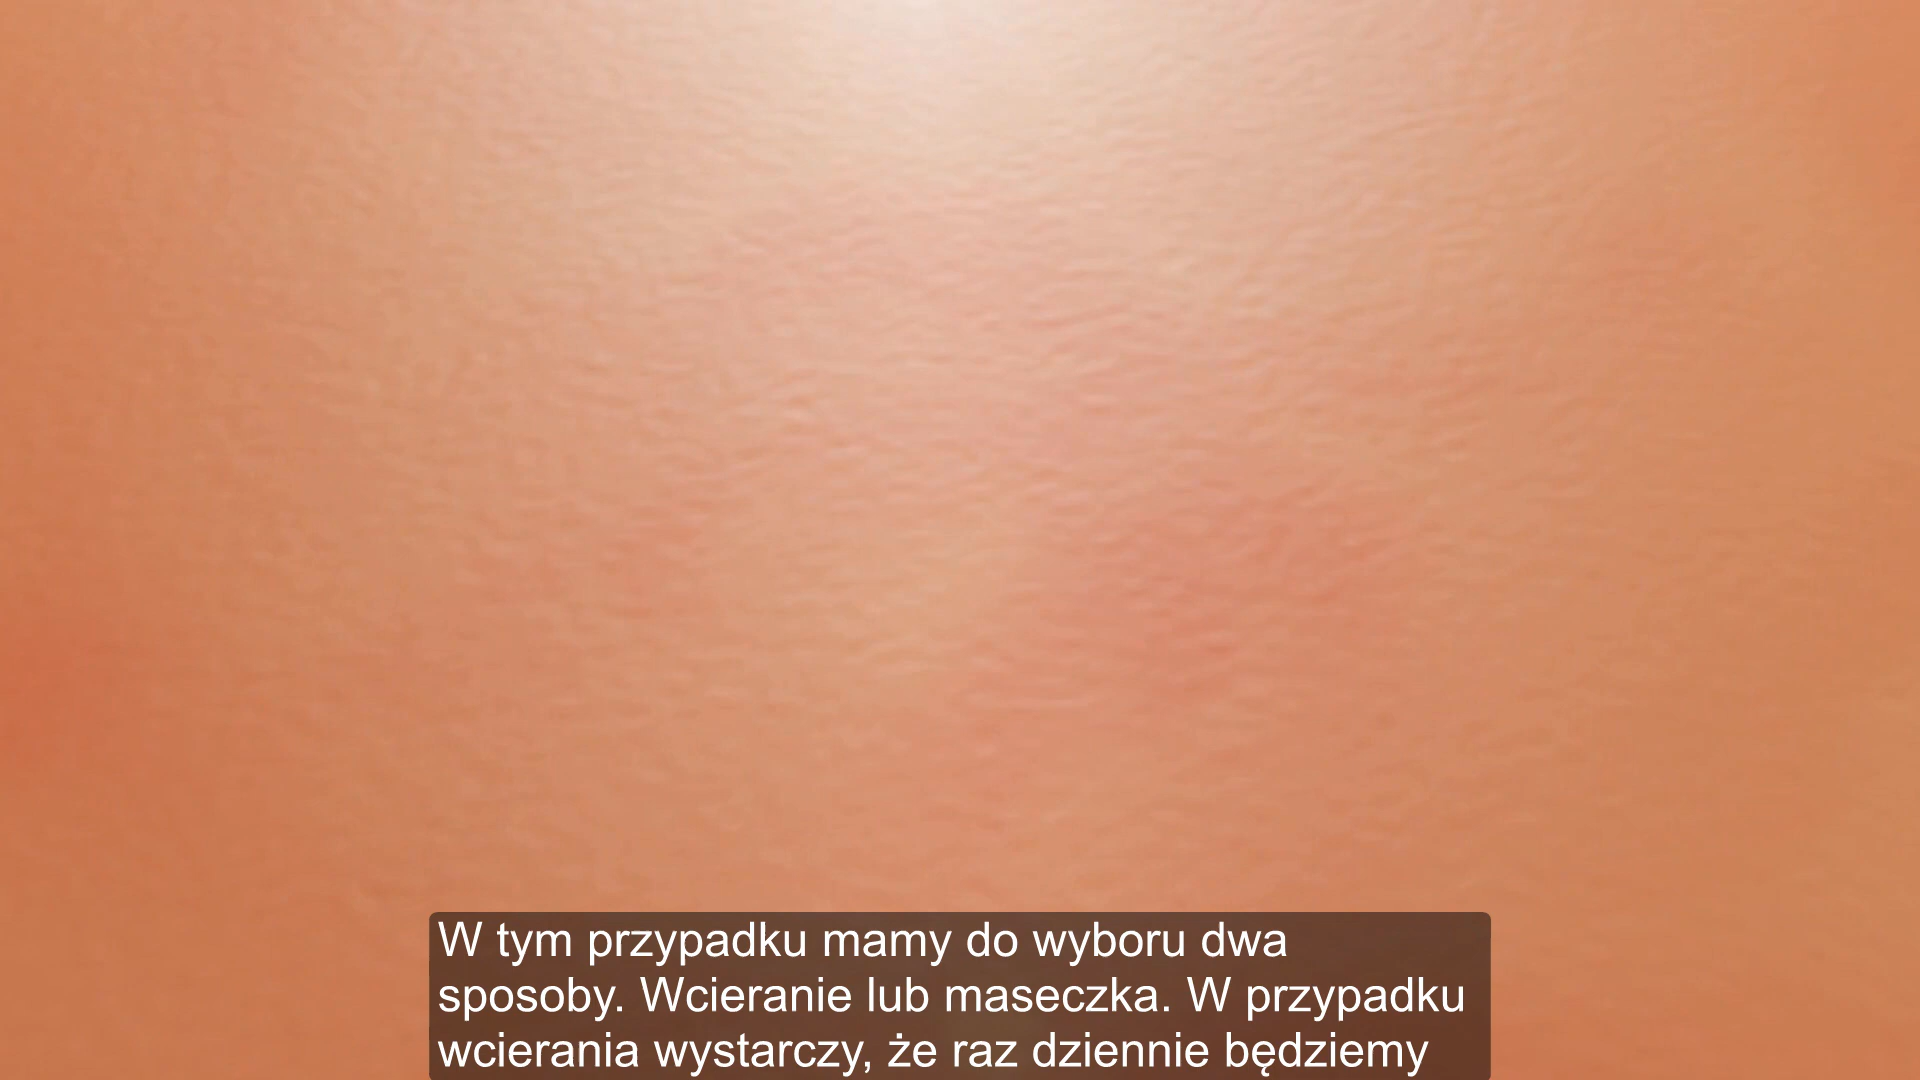 W tym przypadku mamy do wyboru dwa
sposoby. Wcieranie lub maseczka. W przypadku
wcierania wystarczy, że raz dziennie będziemy